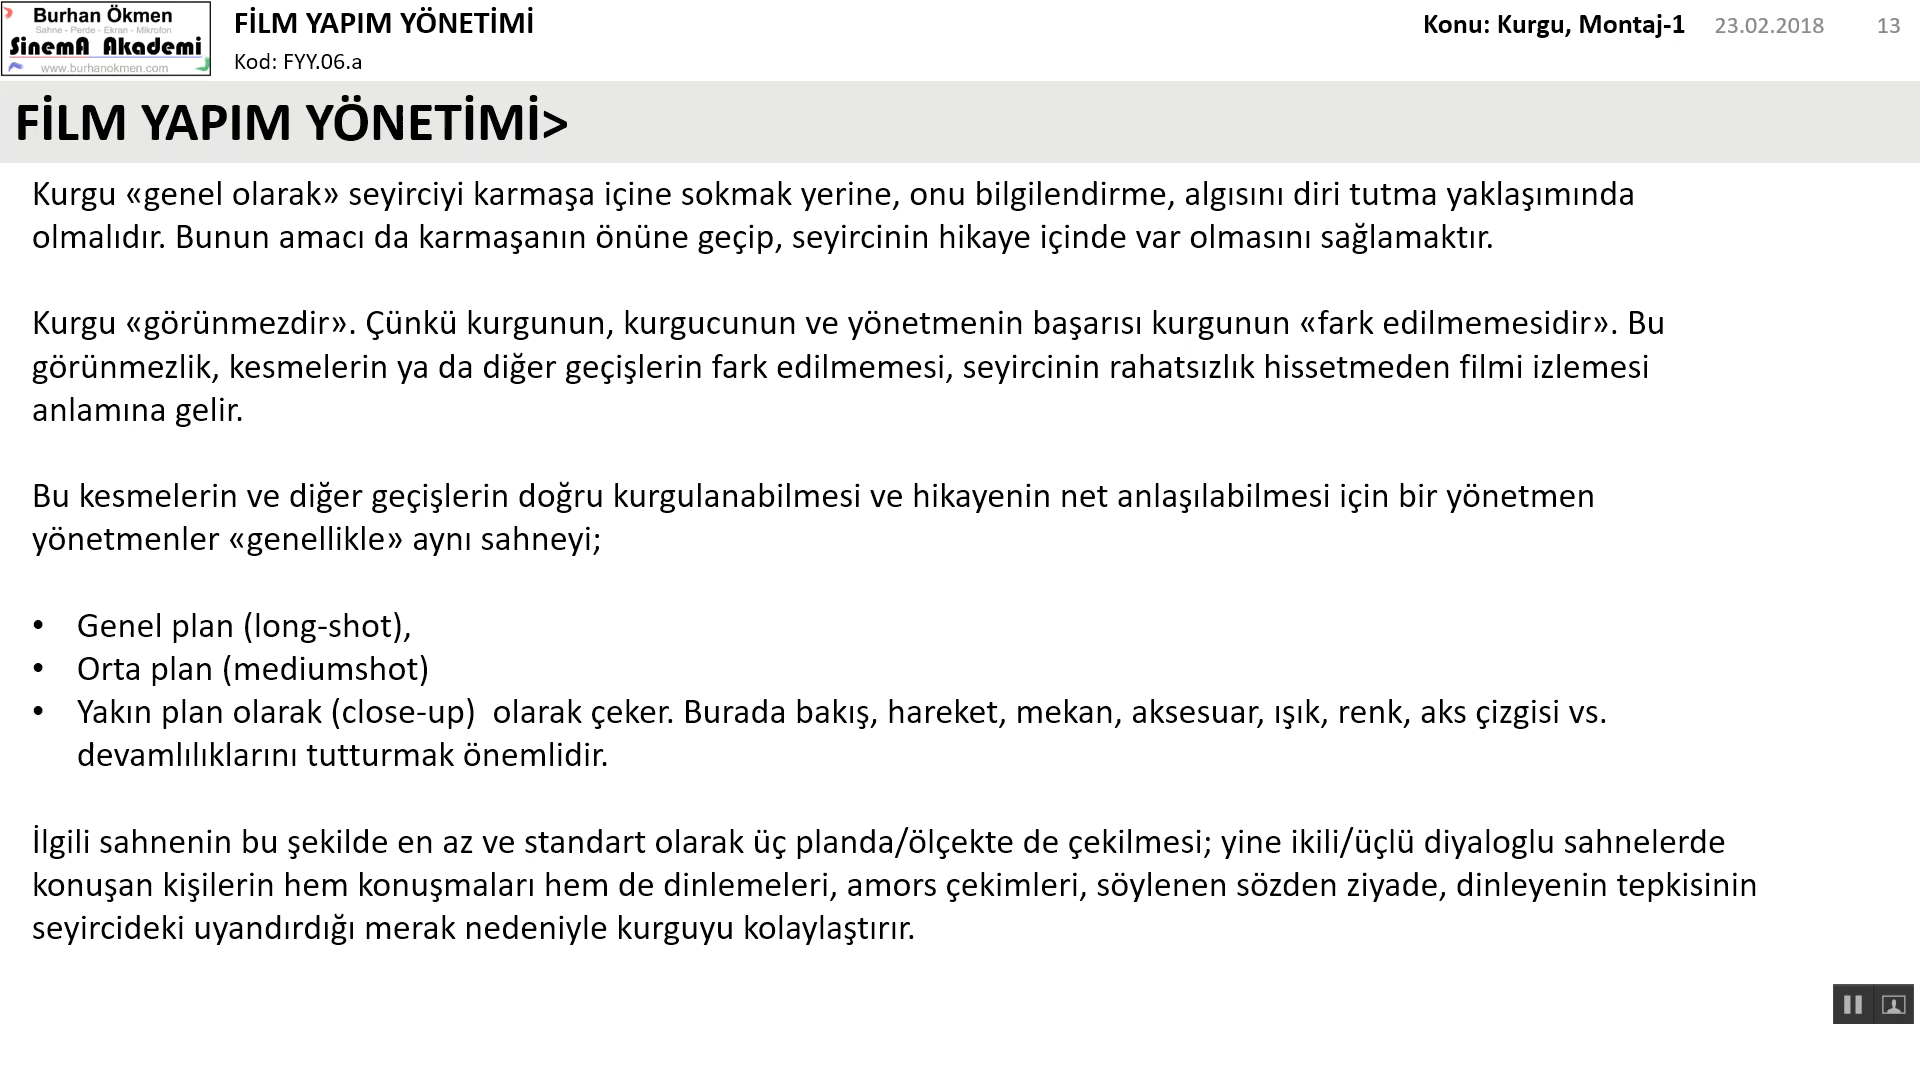 Burhan Ökmen
Sahne - Perde - Ekran - Mikrofon
SinemA Akademi
www.burhanokmen.com
FİLM YAPIM YÖNETİMİ
Kod: FYY.06.a
Konu: Kurgu, Montaj-1 23.02.2018 13
FİLM YAPIM YÖNETİMİ>
Kurgu «genel olarak» seyirciyi karmaşa içine sokmak yerine, onu bilgilendirme, algısını diri tutma yaklaşımında
olmalıdır. Bunun amacı da karmaşanın önüne geçip, seyircinin hikaye içinde var olmasını sağlamaktır.
Kurgu «görünmezdir». Çünkü kurgunun, kurgucunun ve yönetmenin başarısı kurgunun «fark edilmemesidir». Bu
görünmezlik, kesmelerin ya da diğer geçişlerin fark edilmemesi, seyircinin rahatsızlık hissetmeden filmi izlemesi
anlamına gelir.
Bu kesmelerin ve diğer geçişlerin doğru kurgulanabilmesi ve hikayenin net anlaşılabilmesi için bir yönetmen
yönetmenler «genellikle» aynı sahneyi;
• Genel plan (long-shot),
• Orta plan (mediumshot)
• Yakın plan olarak (close-up) olarak çeker. Burada bakış, hareket, mekan, aksesuar, ışık, renk, aks çizgisi vs.
devamlılıklarını tutturmak önemlidir.
İlgili sahnenin bu şekilde en az ve standart olarak üç planda/ölçekte de çekilmesi; yine ikili/üçlü diyaloglu sahnelerde
konuşan kişilerin hem konuşmaları hem de dinlemeleri, amors çekimleri, söylenen sözden ziyade, dinleyenin tepkisinin
seyircideki uyandırdığı merak nedeniyle kurguyu kolaylaştırır.